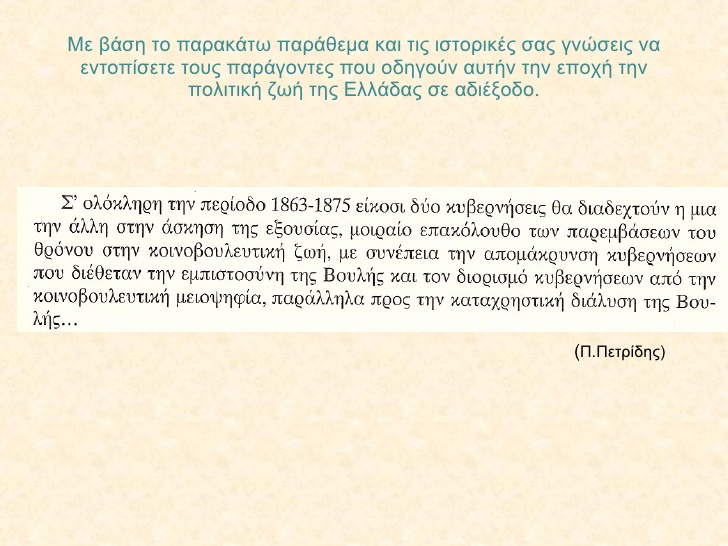 Με βάση το παρακάτω παράθεμα και τις ιστορικές σας γνώσεις να
εντοπίσετε τους παράγοντες που οδηγούν αυτήν την εποχή την
πολιτική ζωή της Ελλάδας σε αδιέξοδο.
Σ' ολόκληρη την περίοδο 1863-1875 είκοσι δύο κυβερνήσεις θα διαδεχτούν η μια
την άλλη στην άσκηση της εξουσίας, μοιραίο επακόλουθο των παρεμβάσεων του
θρόνου στην κοινοβουλευτική ζωή, με συνέπεια την απομάκρυνση κυβερνήσεων
που διέθεταν την εμπιστοσύνη της Βουλής και τον διορισμό κυβερνήσεων από την
κοινοβουλευτική μειοψηφία, παράλληλα προς την καταχρηστική διάλυση της Βου-
λής...
(Π.Πετρίδης)